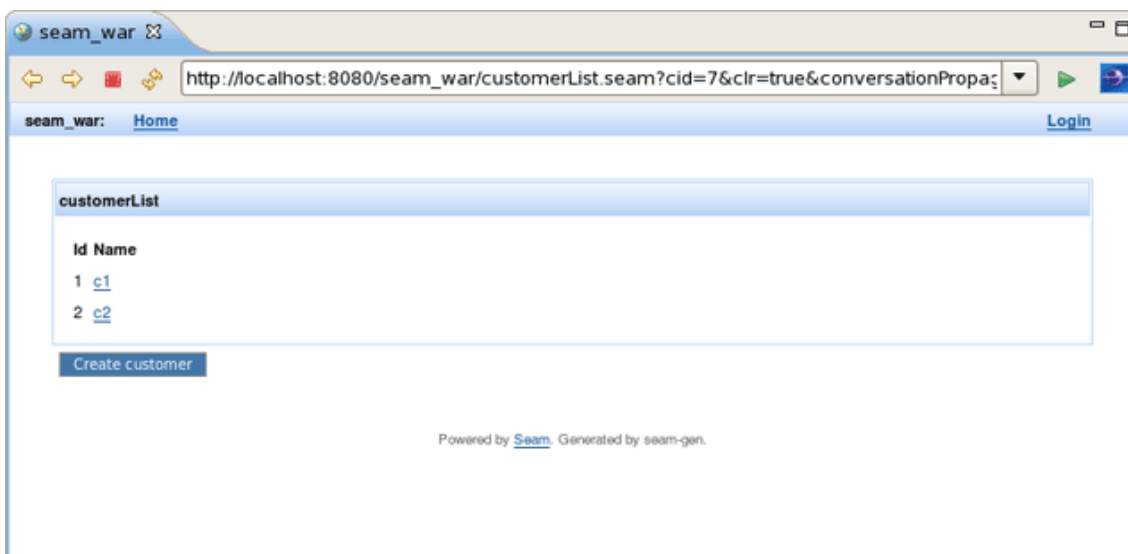 seam_war
http://localhost:8080/seam_war/customerList.seam?cid=7&clr=true&conversationPropag
seam_war: Home Login
customerList
Id Name
1 c1
2 c2
Create customer
Powered by Seam. Generated by seam-gen.